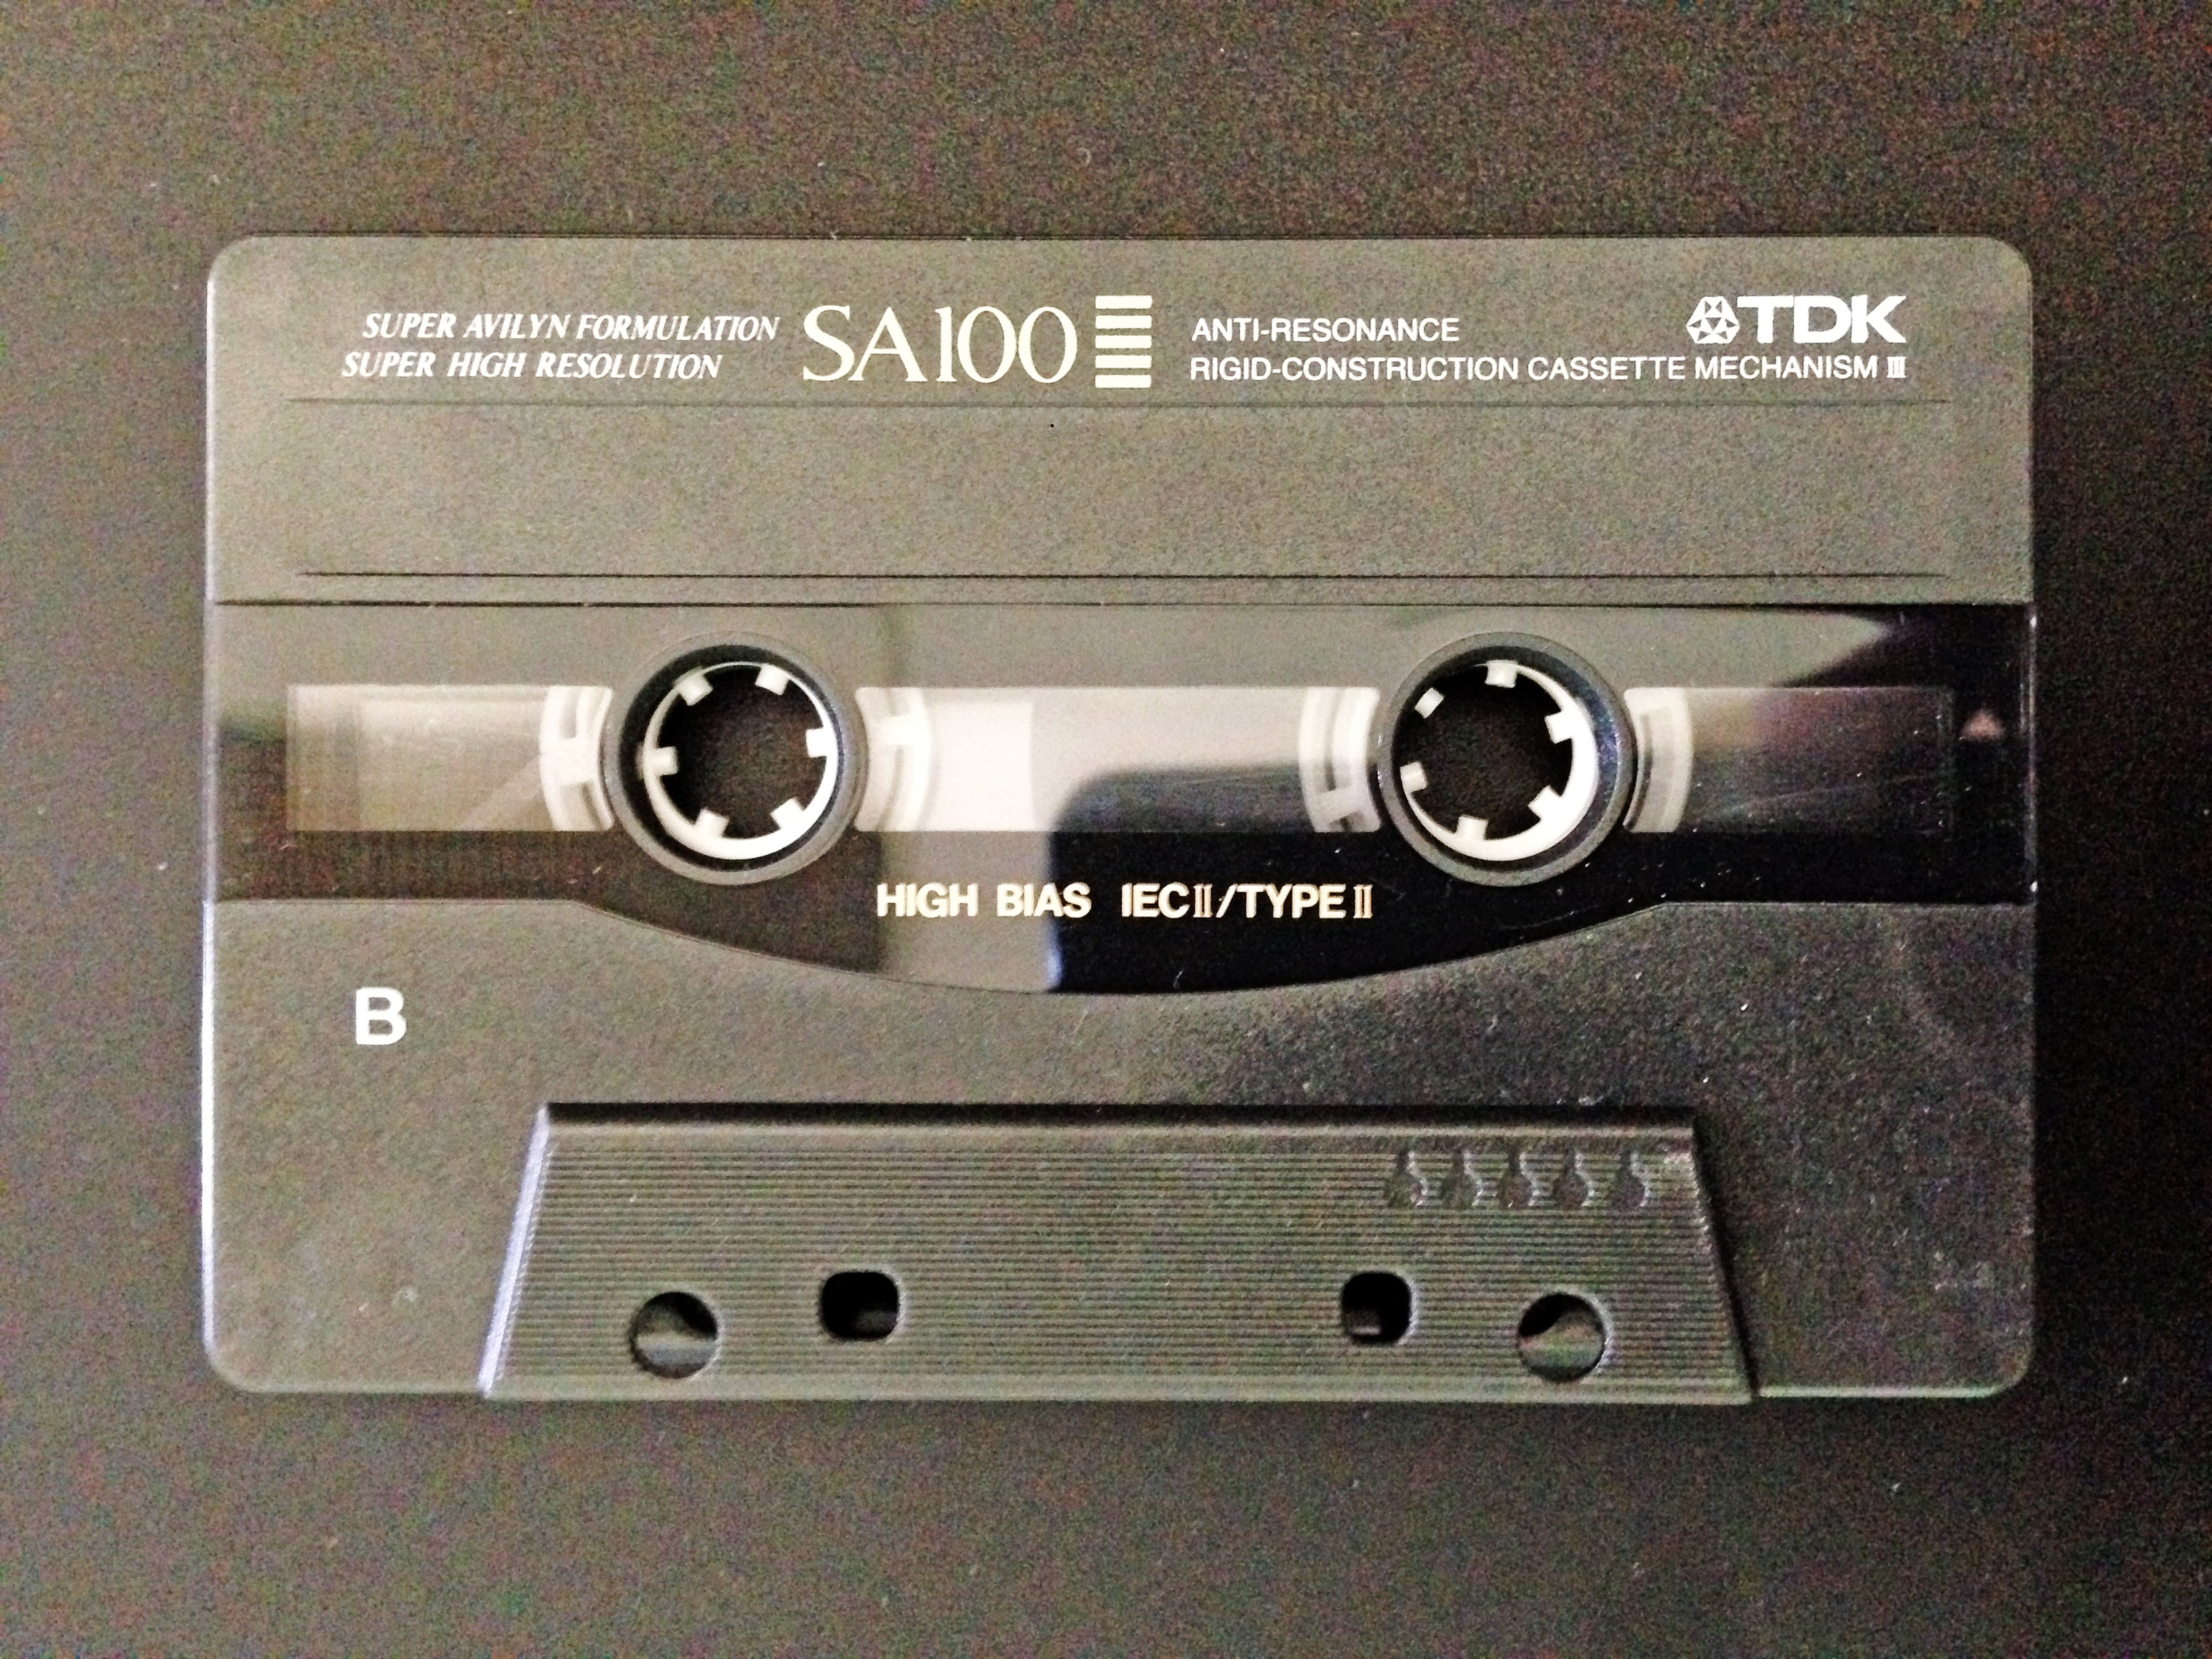 SUPER AVILYN FORMULATION
SUPER HIGH RESOLUTION
SA100
ANTI-RESONANCE
TDK
RIGID-CONSTRUCTION CASSETTE MECHANISM III
HIGH BIAS IECII/TYPEII
B